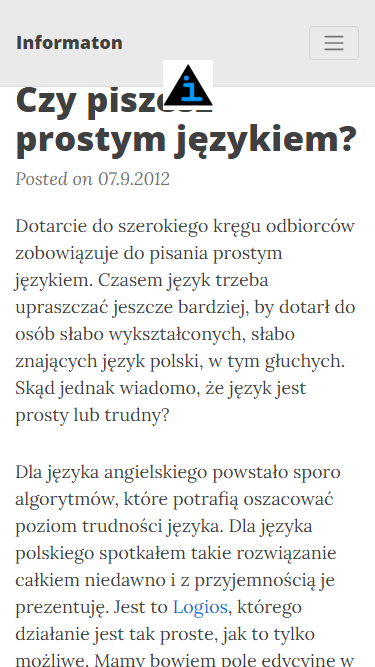 Informaton
Czy piszesz
prostym językiem?
Posted on 07.9.2012
Dotarcie do szerokiego kręgu odbiorców
zobowiązuje do pisania prostym
językiem. Czasem język trzeba
upraszczać jeszcze bardziej, by dotarł do
osób słabo wykształconych, słabo
znających język polski, w tym głuchych.
Skąd jednak wiadomo, że język jest
prosty lub trudny?
Dla języka angielskiego powstało sporo
algorytmów, które potrafią oszacować
poziom trudności języka. Dla języka
polskiego spotkałem takie rozwiązanie
całkiem niedawno i z przyjemnością je
prezentuję. Jest to Logios, którego
działanie jest tak proste, jak to tylko
możliwe. Mamy bowiem pole edycyjne w